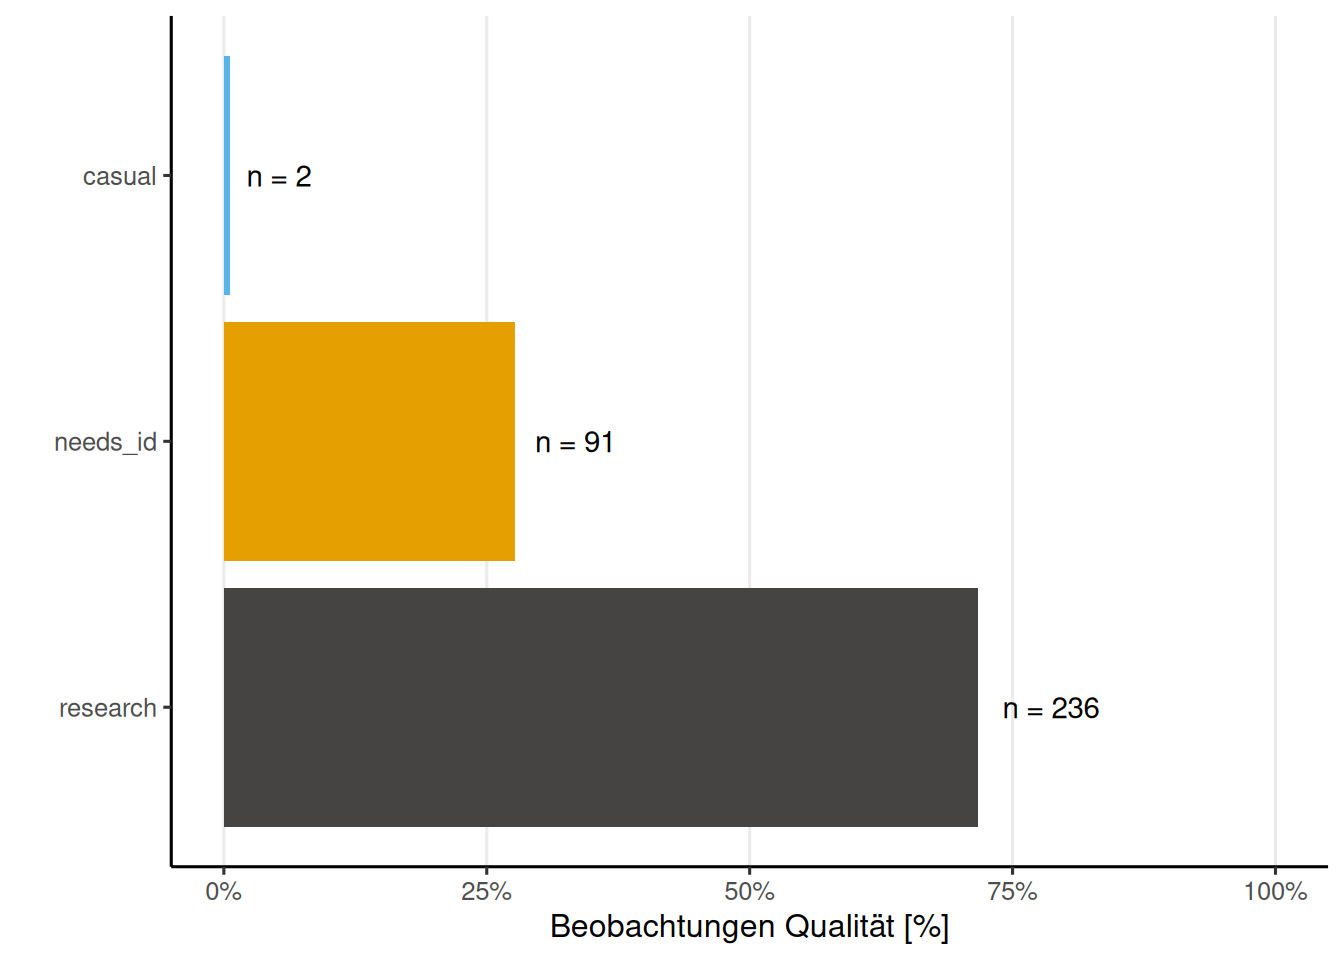 casual
n = 2
needs_id
n = 91
research
n = 236
0% 25% 50% 75% 100%
Beobachtungen Qualität [%]